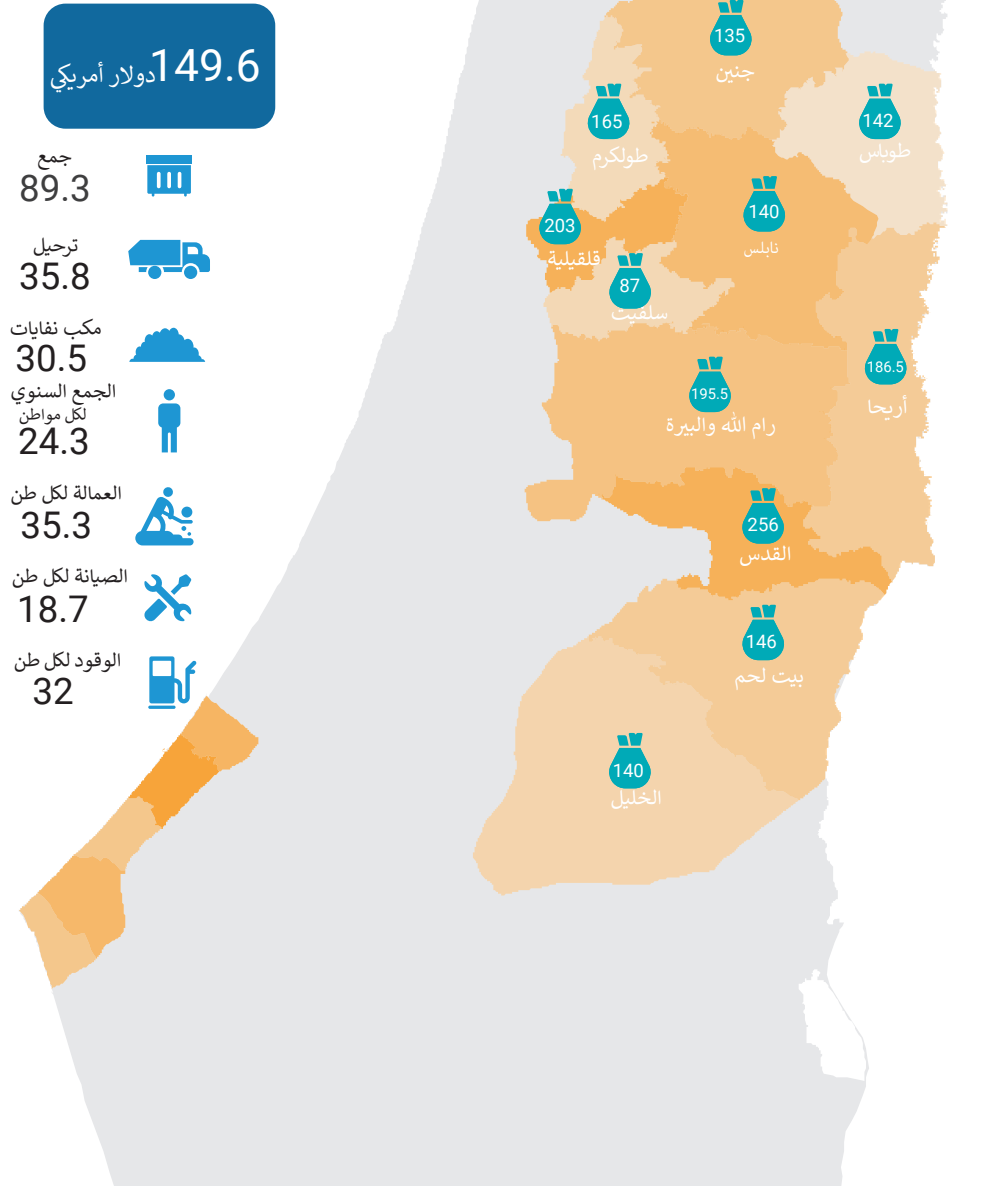 149.6 دولار أمريكي
جمع
89.3
ترحيل
35.8
مكب نفايات
30.5
الجمع السنوي
لكل مواطن
24.3
العمالة لكل طن
35.3
الصيانة لكل طن
18.7
الوقود لكل طن
32
135
جنين
165
طولكرم
142
طوباس
203
قلقيلية
140
نابلس
87
سلفيت
186.5
أريحا
195.5
رام الله والبيرة
256
القدس
146
بيت لحم
140
الخليل